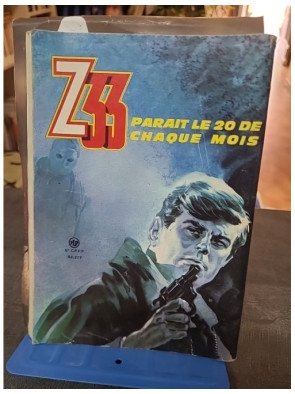 Z33
PARAIT LE 20 DE
CHAQUE MOIS